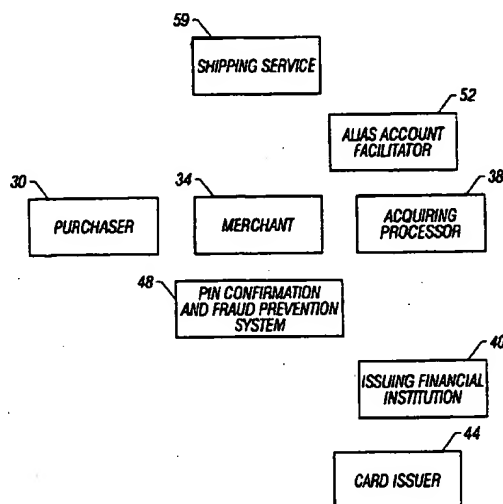 59
SHIPPING SERVICE
52
ALIAS ACCOUNT
FACILITATOR
30
PURCHASER
34
MERCHANT
38
ACQUIRING
PROCESSOR
48
PIN CONFIRMATION
AND FRAUD PREVENTION
SYSTEM
40
ISSUING FINANCIAL
INSTITUTION
44
CARD ISSUER